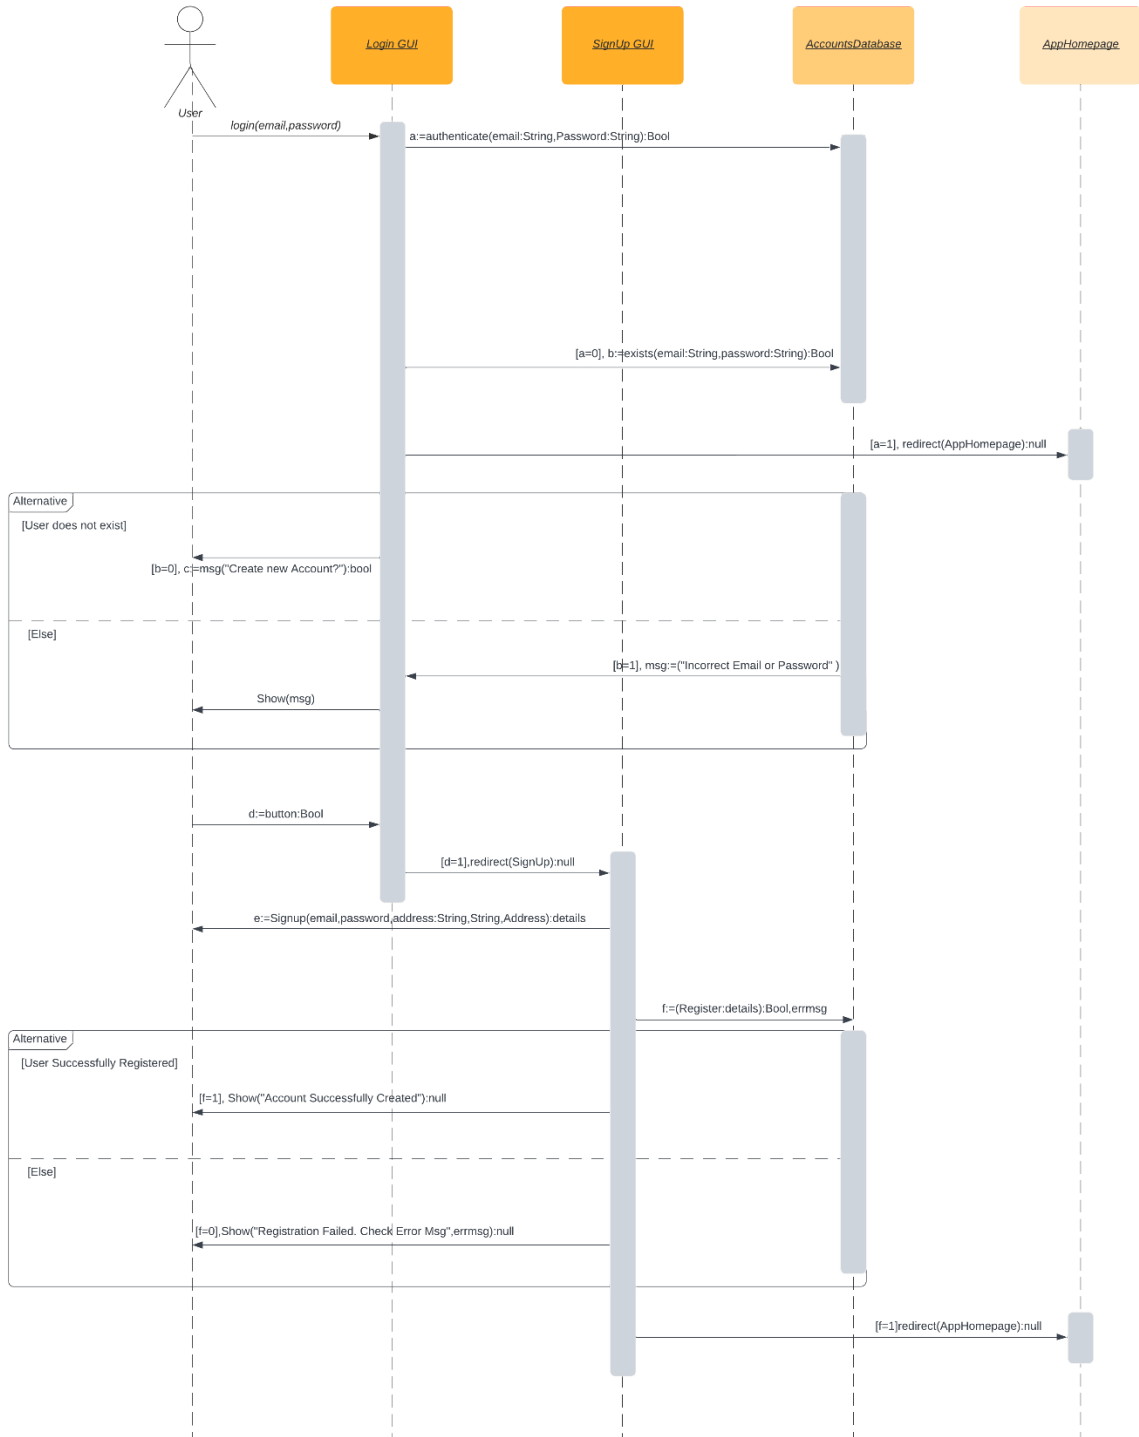 Login GUI
SignUp GUI
AccountsDatabase
AppHomepage
User
login(email,password)
a:=authenticate(email:String,Password:String):Bool
[a=0], b:=exists(email:String,password:String):Bool
[a=1], redirect(AppHomepage):null
Alternative
[User does not exist]
[b=0], c:=msg("Create new Account?"):bool
[Else]
[b=1], msg:=("Incorrect Email or Password" )
Show(msg)
d:=button:Bool
[d=1],redirect(SignUp):null
e:=Signup(email,password,address:String,String,Address):details
f:=(Register:details):Bool,errmsg
Alternative
[User Successfully Registered]
[f=1], Show("Account Successfully Created"):null
[Else]
[f=0],Show("Registration Failed. Check Error Msg",errmsg):null
[f=1]redirect(AppHomepage):null